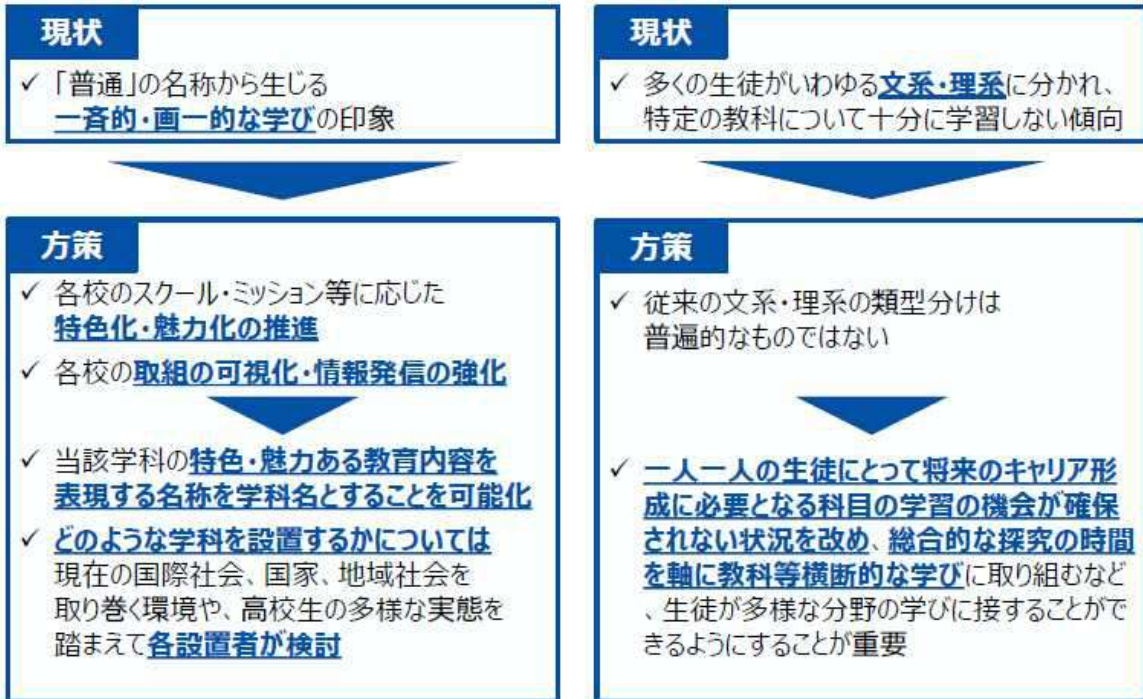 現状
✓ 「普通」の名称から生じる
一斉的・画一的な学びの印象
方策
✓ 各校のスクール・ミッション等に応じた
特色化・魅力化の推進
✓ 各校の取組の可視化・情報発信の強化
✓ 当該学科の特色・魅力ある教育内容を
表現する名称を学科名とすることを可能化
✓ どのような学科を設置するかについては
現在の国際社会、国家、地域社会を
取り巻く環境や、高校生の多様な実態を
踏まえて各設置者が検討
現状
✓ 多くの生徒がいわゆる文系・理系に分かれ、
特定の教科について十分に学習しない傾向
方策
✓ 従来の文系・理系の類型分けは
普遍的なものではない
✓ 一人一人の生徒にとって将来のキャリア形
成に必要となる科目の学習の機会が確保
されない状況を改め、総合的な探究の時間
を軸に教科等横断的な学びに取り組むなど
、生徒が多様な分野の学びに接することがで
きるようにすることが重要